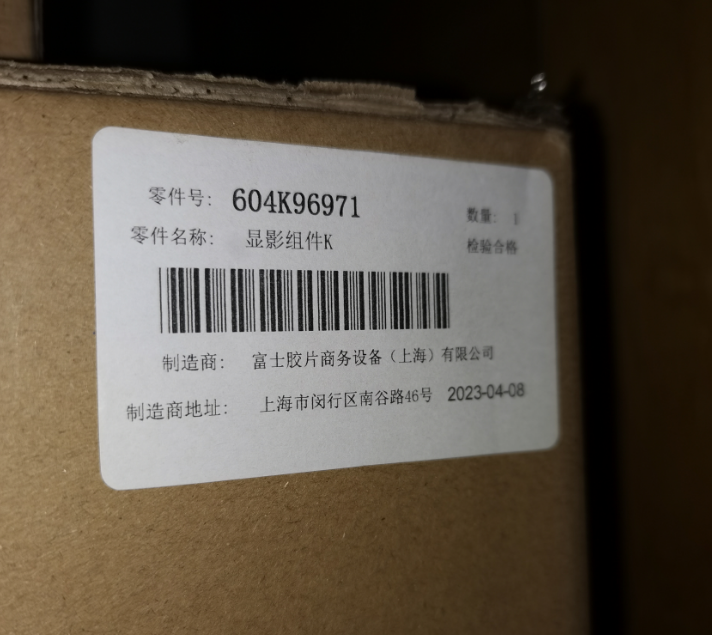 零件号: 604K96971
数量: 1
零件名称: 显影组件K
检验合格
制造商: 富士胶片商务设备（上海）有限公司
制造商地址: 上海市闵行区南谷路46号 2023-04-08